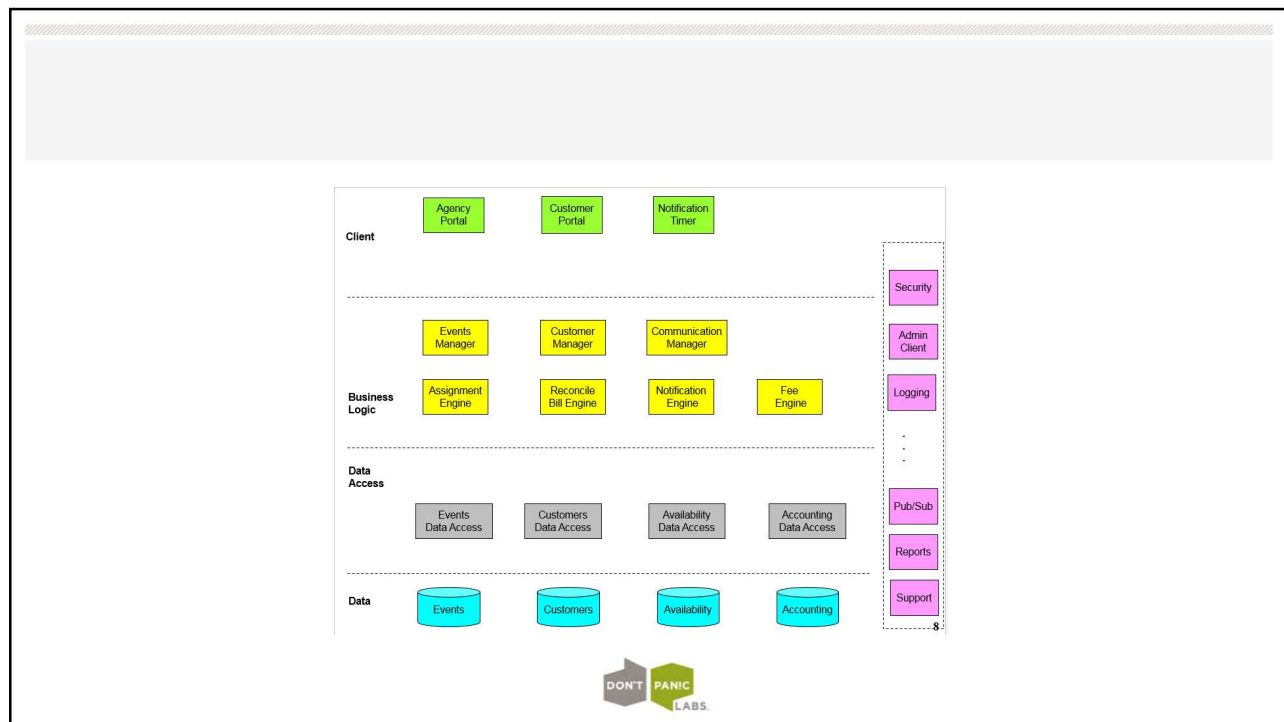 Agency
Portal
Customer
Portal
Notification
Timer
Client
Security
Events
Manager
Customer
Manager
Communication
Manager
Admin
Client
Business
Logic
Assignment
Engine
Reconcile
Bill Engine
Notification
Engine
Fee
Engine
Logging
.
.
.
Data
Access
Events
Data Access
Customers
Data Access
Availability
Data Access
Accounting
Data Access
Pub/Sub
Reports
Data
Events
Customers
Availability
Accounting
Support
8
DON'T PANIC
LABS.